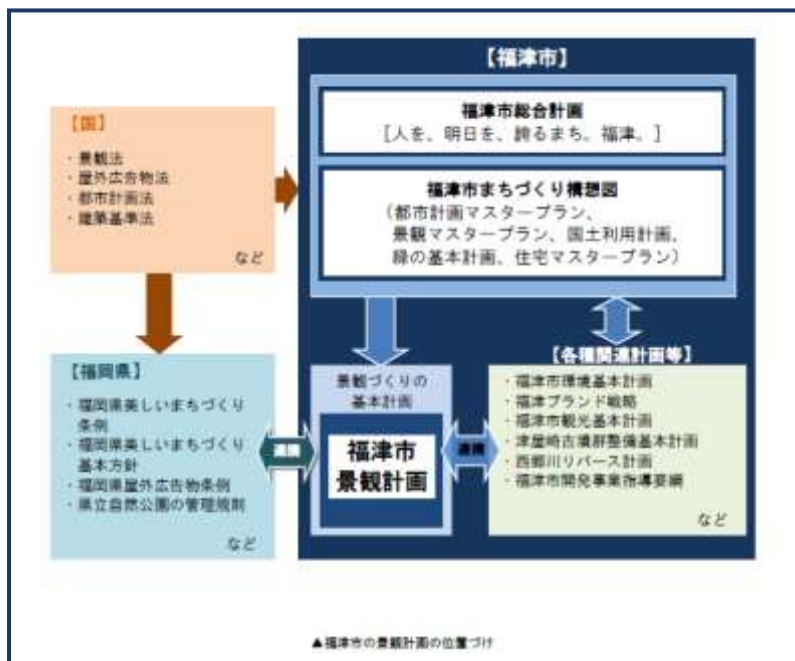 【福津市】
福津市総合計画
[人を、明日を、誇るまち。福津。]
福津市まちづくり構想図
（都市計画マスタープラン、
景観マスタープラン、国土利用計画、
緑の基本計画、住宅マスタープラン）
【国】
・景観法
・屋外広告物法
・都市計画法
・建築基準法
など
【福岡県】
・福岡県美しいまちづくり
条例
・福岡県美しいまちづくり
基本方針
・福岡県屋外広告物条例
・県立自然公園の管理規則
など
連携
景観づくりの
基本計画
福津市
景観計画
連携
【各種関連計画等】
・福津市環境基本計画
・福津ブランド戦略
・福津市観光基本計画
・津屋崎古墳群整備基本計画
・西郷川リバース計画
・福津市開発事業指導要綱
など
▲福津市の景観計画の位置づけ